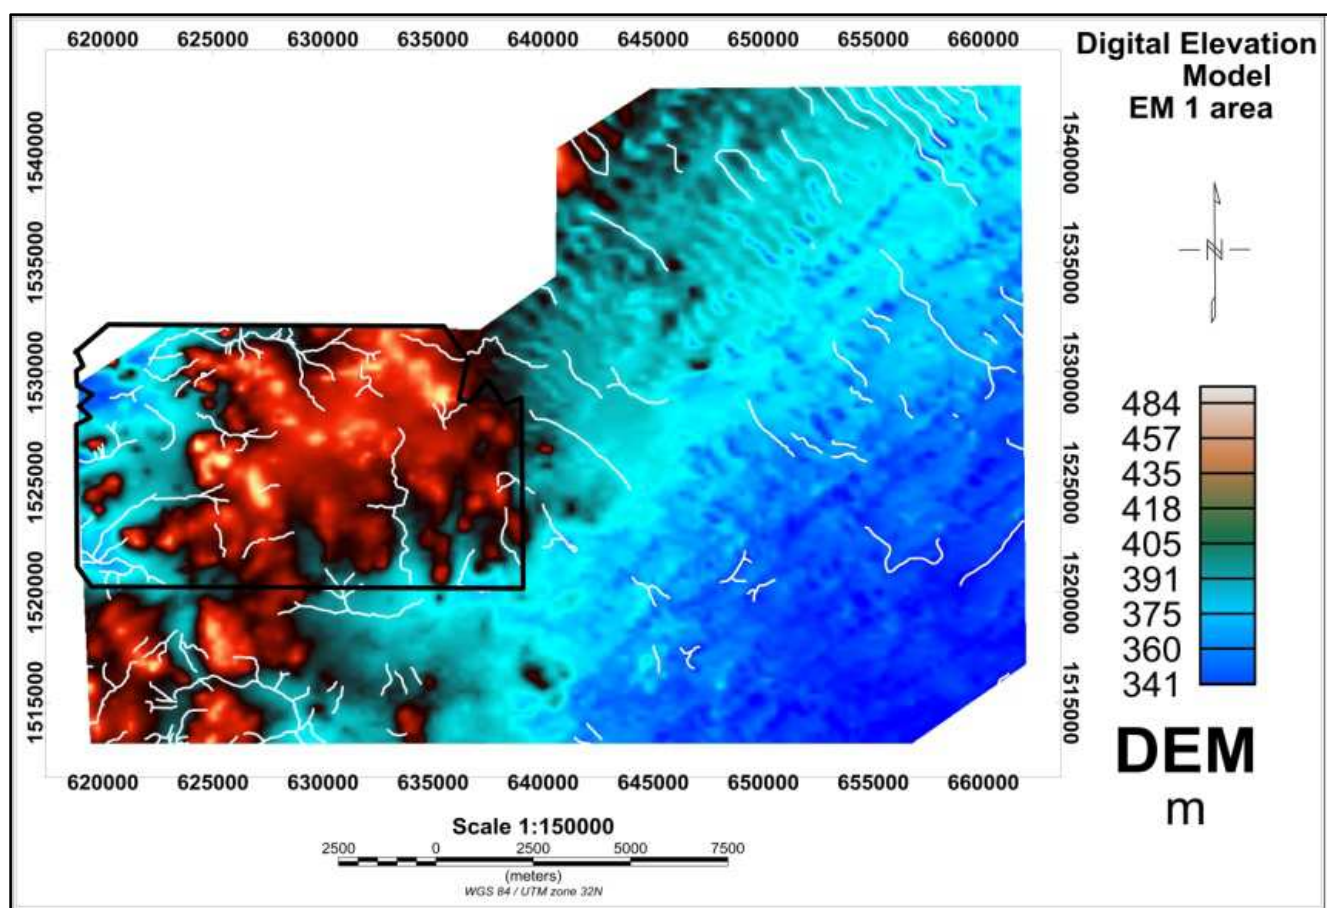 620000 625000 630000 635000 640000 645000 650000 655000 660000
Digital Elevation
Model
EM 1 area
1540000
1535000
1530000
1525000
1520000
1515000
1540000
1535000
1530000
1525000
1520000
1515000
N
484
457
435
418
405
391
375
360
341
DEM
m
620000 625000 630000 635000 640000 645000 650000 655000 660000
Scale 1:150000
2500 0 2500 5000 7500
(meters)
WGS 84 / UTM zone 32N